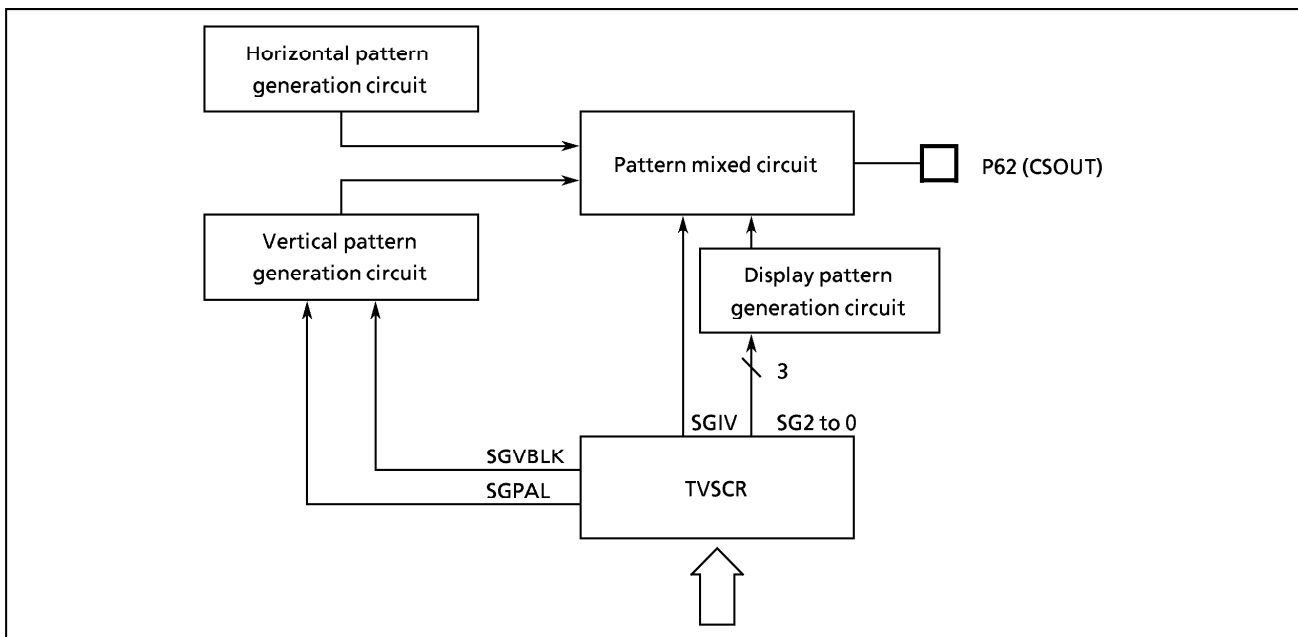 Horizontal pattern
generation circuit
Pattern mixed circuit
P62 (CSOUT)
Vertical pattern
generation circuit
Display pattern
generation circuit
3
SGIV
SG2 to 0
SGVBLK
SGPAL
TVSCR